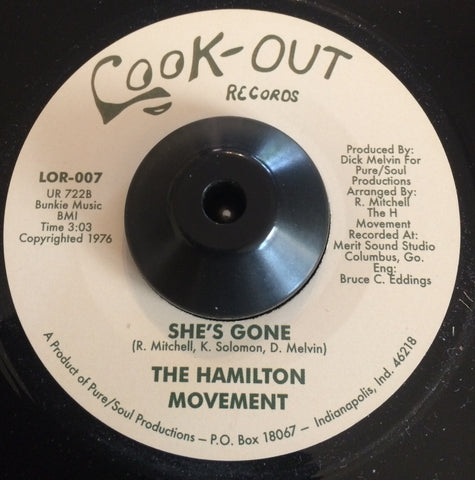 COOK-OUT
RECORDS
LOR-007
UR 722B
Bunkie Music
BMI
Time 3:03
Copyrighted 1976
Produced By:
Dick Melvin For
Pure/Soul
Productions
Arranged By:
R. Mitchell
The H
Movement
Recorded At:
Merit Sound Studio
Columbus, Go.
Eng:
Bruce C. Eddings
SHE'S GONE
(R. Mitchell, K. Solomon, D. Melvin)
THE HAMILTON
MOVEMENT
A Product of Pure/Soul Productions – P.O. Box 18067 – Indianapolis, Ind. 46218